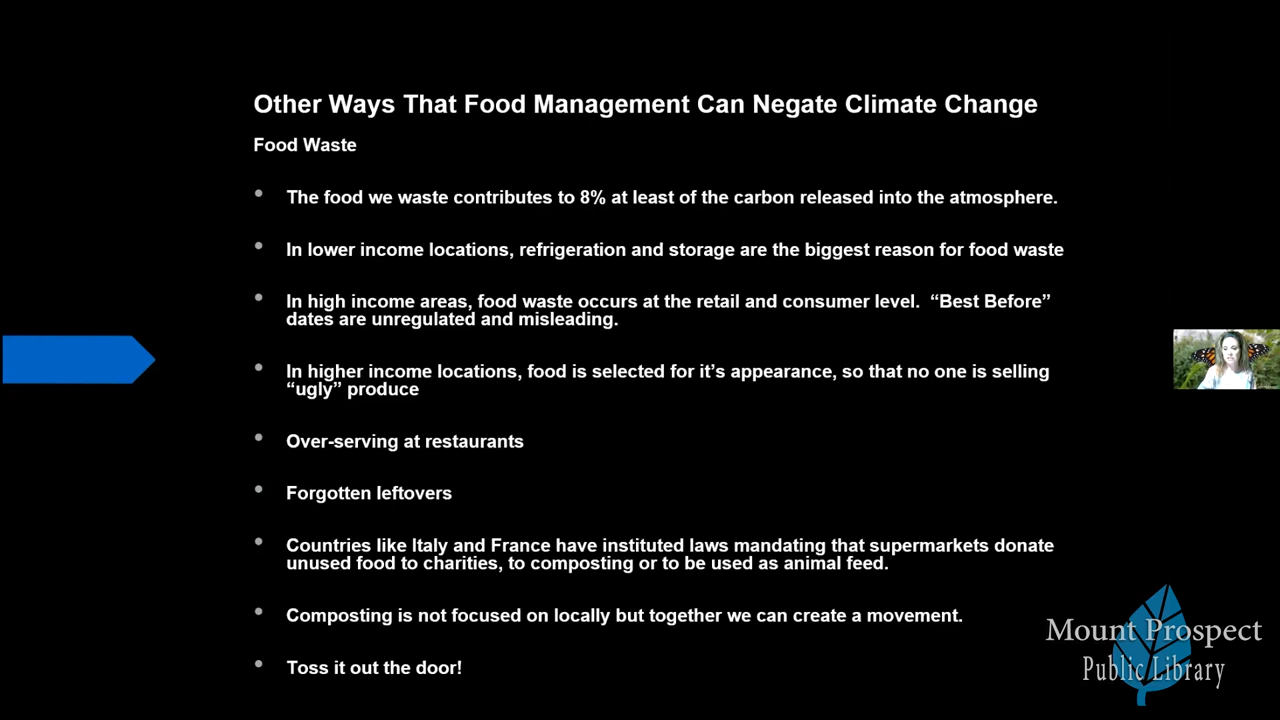 Other Ways That Food Management Can Negate Climate Change
Food Waste
• The food we waste contributes to 8% at least of the carbon released into the atmosphere.
• In lower income locations, refrigeration and storage are the biggest reason for food waste
• In high income areas, food waste occurs at the retail and consumer level.  “Best Before”
dates are unregulated and misleading.
• In higher income locations, food is selected for it’s appearance, so that no one is selling
“ugly” produce
• Over-serving at restaurants
• Forgotten leftovers
• Countries like Italy and France have instituted laws mandating that supermarkets donate
unused food to charities, to composting or to be used as animal feed.
• Composting is not focused on locally but together we can create a movement.
• Toss it out the door!
Mount Prospect
Public Library